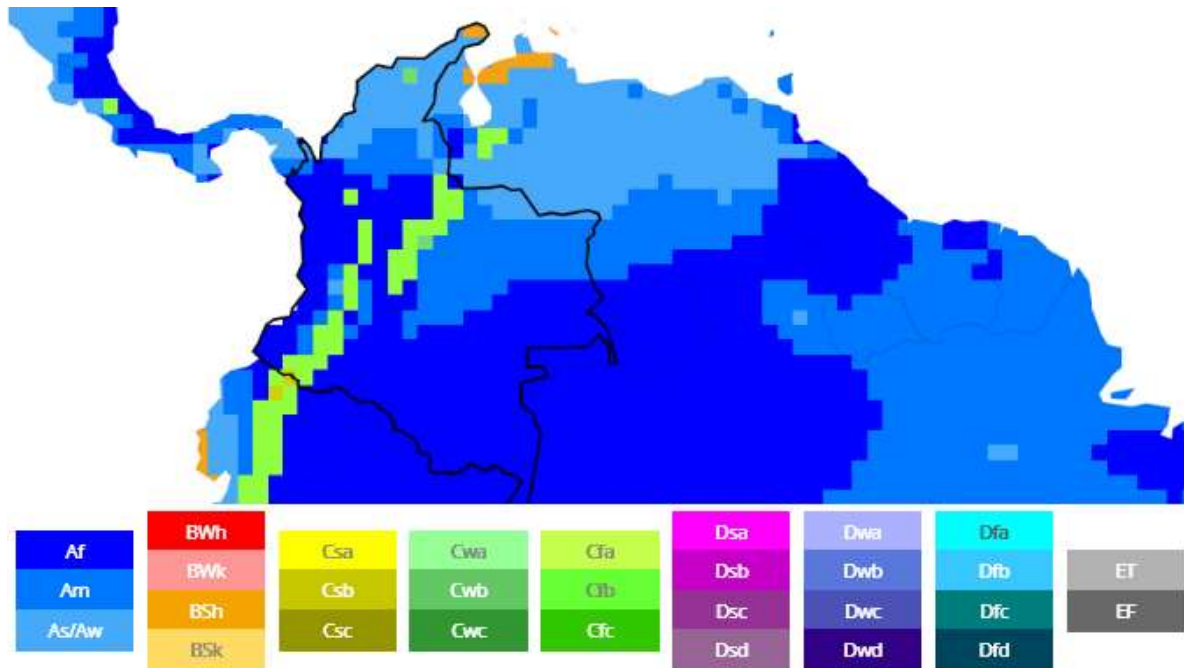 Af
Am
As/Aw
BWh
BWk
BSh
BSk
Csa
Csb
Csc
Cwa
Cwb
Cwc
Cfa
Cfb
Cfc
Dsa
Dsb
Dsc
Dsd
Dwa
Dwb
Dwc
Dwd
Dfa
Dfb
Dfc
Dfd
ET
EF